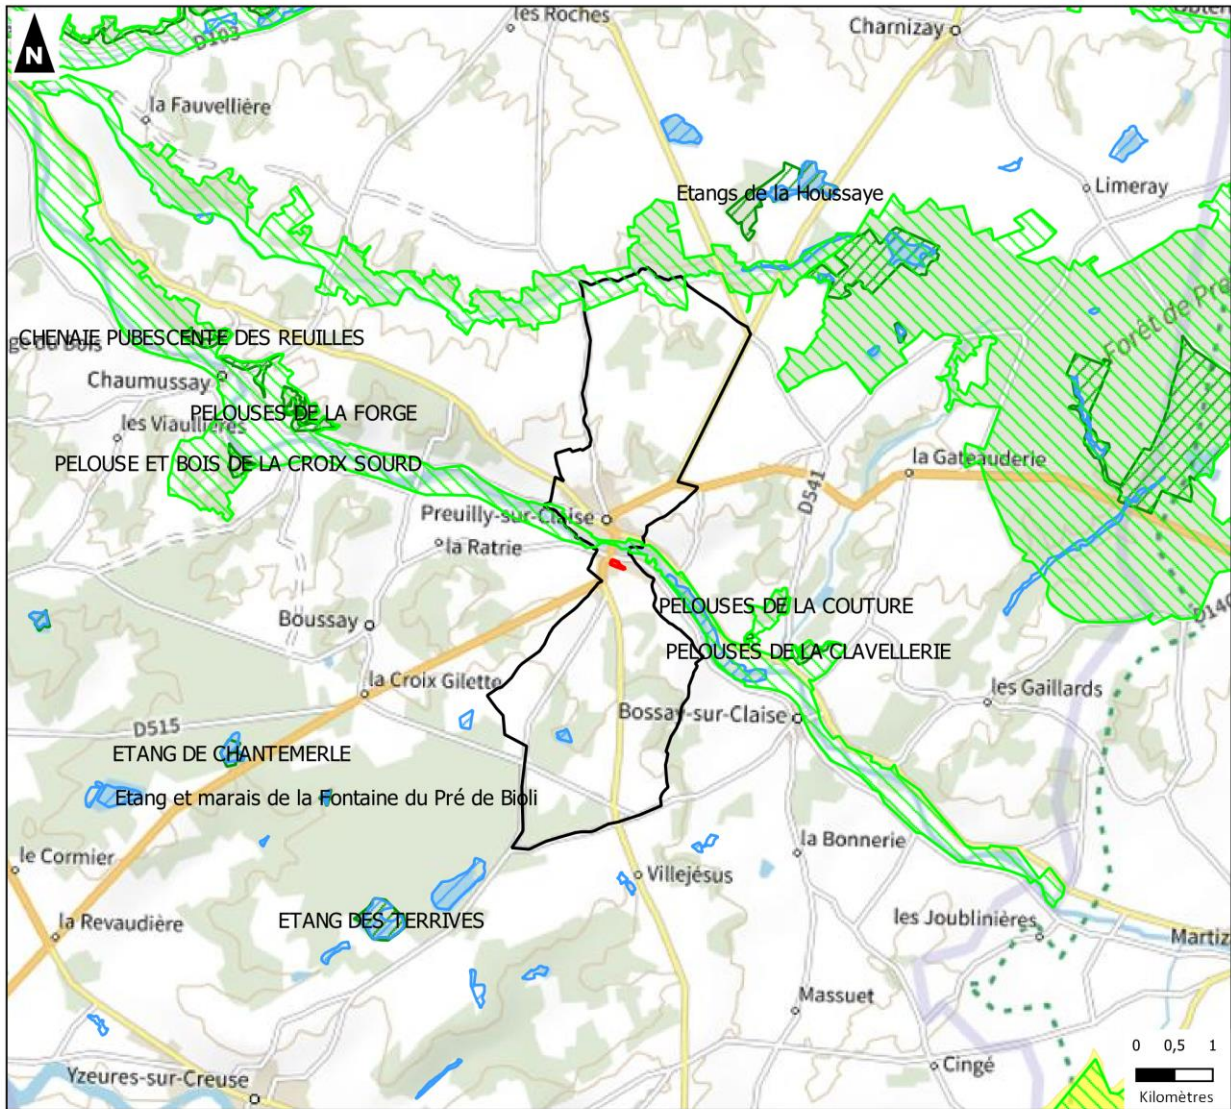 les Roches
Charnizay
D103
N
la Fauvellière
Limeray
Etangs de la Houssaye
CHENAIE PUBESCENTE DES REUILLES
Forêt de Pre
Chaumussay
PELOUSES DE LA FORGE
les Viaullières
PELOUSE ET BOIS DE LA CROIX SOURD
la Gateauderie
D541
Preuilly-sur-Claise
la Ratrie
PELOUSES DE LA COUTURE
D140
Boussay
PELOUSES DE LA CLAVELLERIE
la Croix Gilette
les Gaillards
Bossay-sur-Claise
D515
ETANG DE CHANTEMERLE
Etang et marais de la Fontaine du Pré de Bioli
la Bonnerie
le Cormier
Villejésus
ETANG DES TERRIVES
les Joublinières
la Revaudière
Martiz
Massuet
0 0,5 1
Kilomètres
Cingé
Yzeures-sur-Creuse